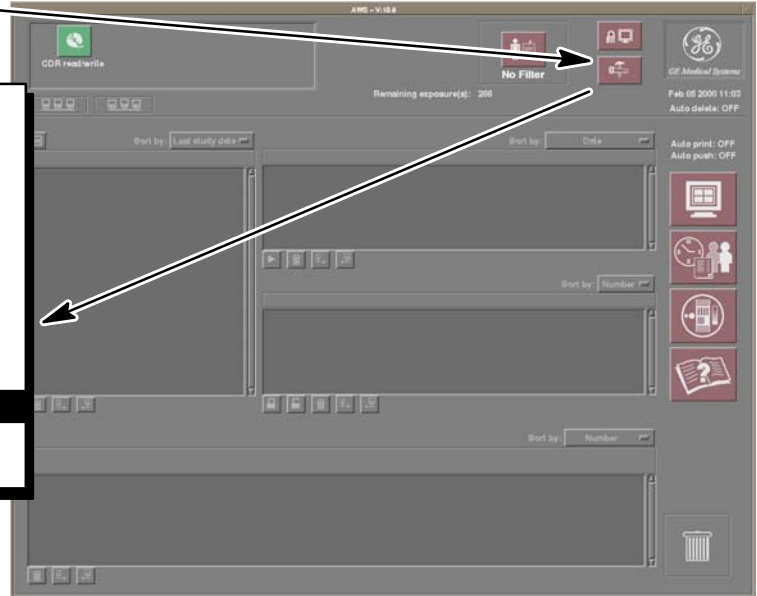 AWS – V:10.6
CDR read/write
No Filter
GE Medical Systems
Remaining exposure(s): 266
Feb 05 2000 11:03
Auto delete: OFF
Sort by: Last study date
Sort by: Date
Auto print: OFF
Auto push: OFF
Sort by: Number
Sort by: Number